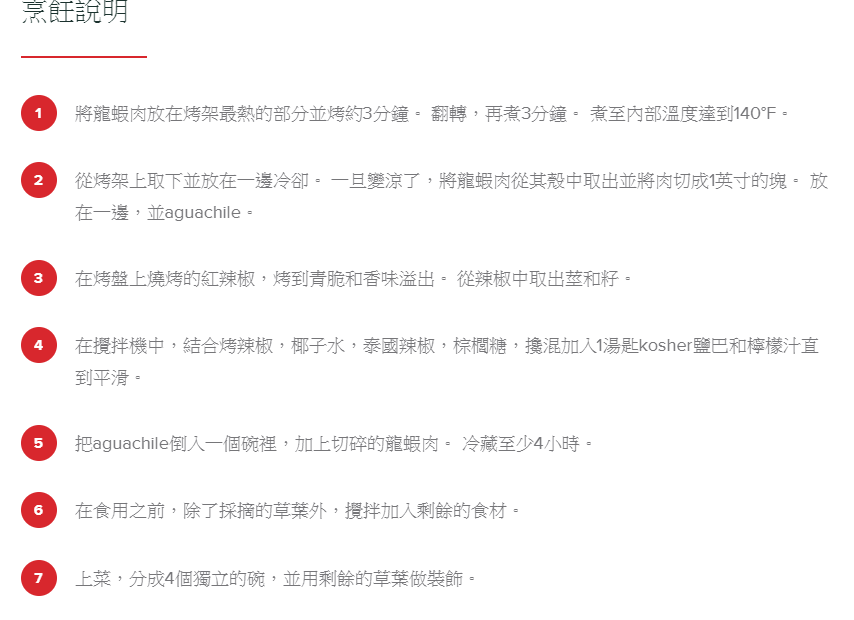 烹飪說明
1 將龍蝦肉放在烤架最熱的部分並烤約3分鐘。 翻轉，再煮3分鐘。 煮至內部溫度達到140°F。
2 從烤架上取下並放在一邊冷卻。 一旦變涼了，將龍蝦肉從其殼中取出並將肉切成1英寸的塊。 放
在一邊，並aguachile。
3 在烤盤上燒烤的紅辣椒，烤到青脆和香味溢出。 從辣椒中取出莖和籽。
4 在攪拌機中，結合烤辣椒，椰子水，泰國辣椒，棕櫚糖，攙混加入1湯匙kosher鹽巴和檸檬汁直
到平滑。
5 把aguachile倒入一個碗裡，加上切碎的龍蝦肉。 冷藏至少4小時。
6 在食用之前，除了採摘的草葉外，攪拌加入剩餘的食材。
7 上菜，分成4個獨立的碗，並用剩餘的草葉做裝飾。